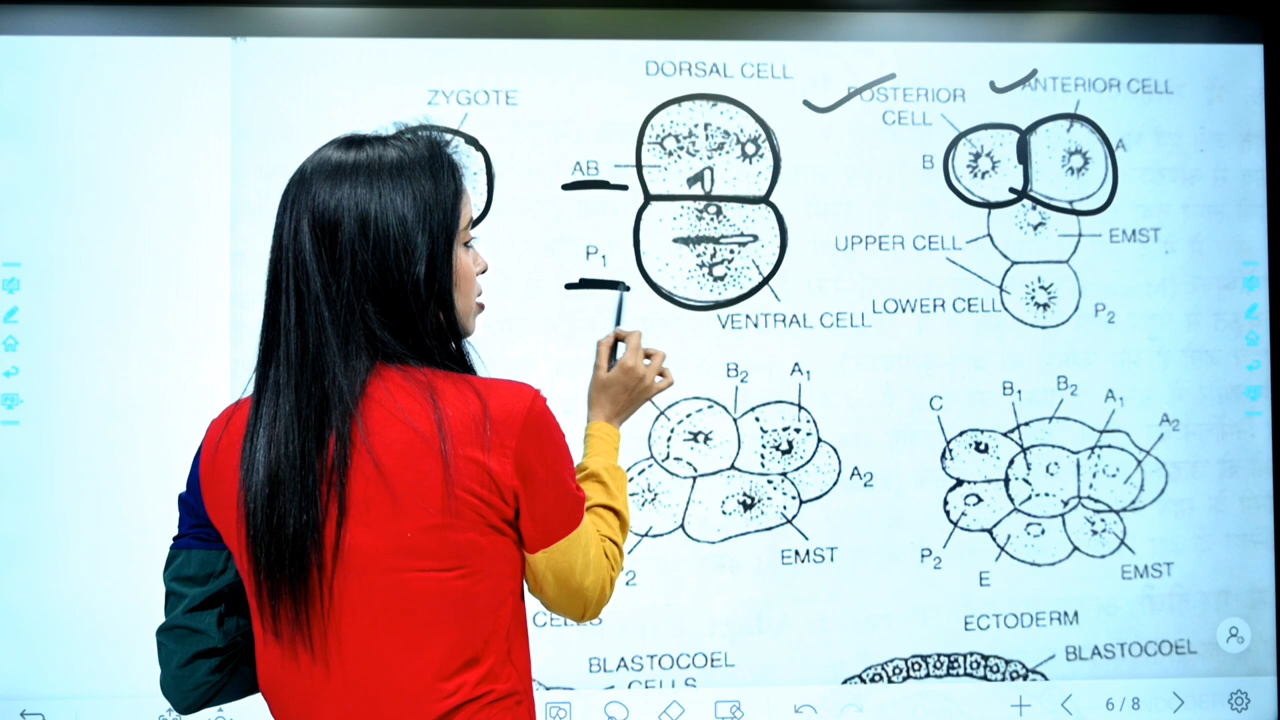 DORSAL CELL
ZYGOTE
POSTERIOR
CELL
ANTERIOR CELL
AB
B
A
P1
UPPER CELL
EMST
VENTRAL CELL
LOWER CELL
P2
B2
A1
A2
EMST
2
C
B1
B2
A1
A2
P2
E
EMST
CELLS
ECTODERM
BLASTOCOEL
CELLS
BLASTOCOEL
6/8